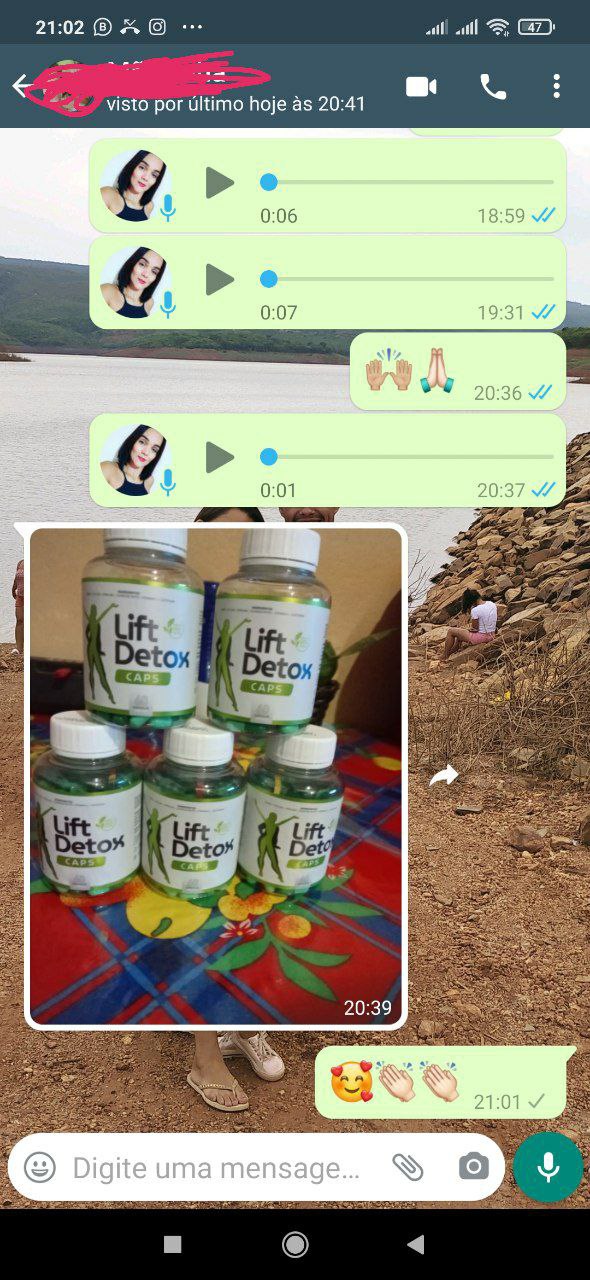 21:02
47
visto por último hoje às 20:41
0:06 18:59
0:07 19:31
20:36
0:01 20:37
Lift
Detox
CAPS
Lift
Detox
CAPS
Lift
Detox
CAPS
Lift
Detox
CAPS
Lift
Detox
CAPS
20:39
21:01
Digite uma mensage...